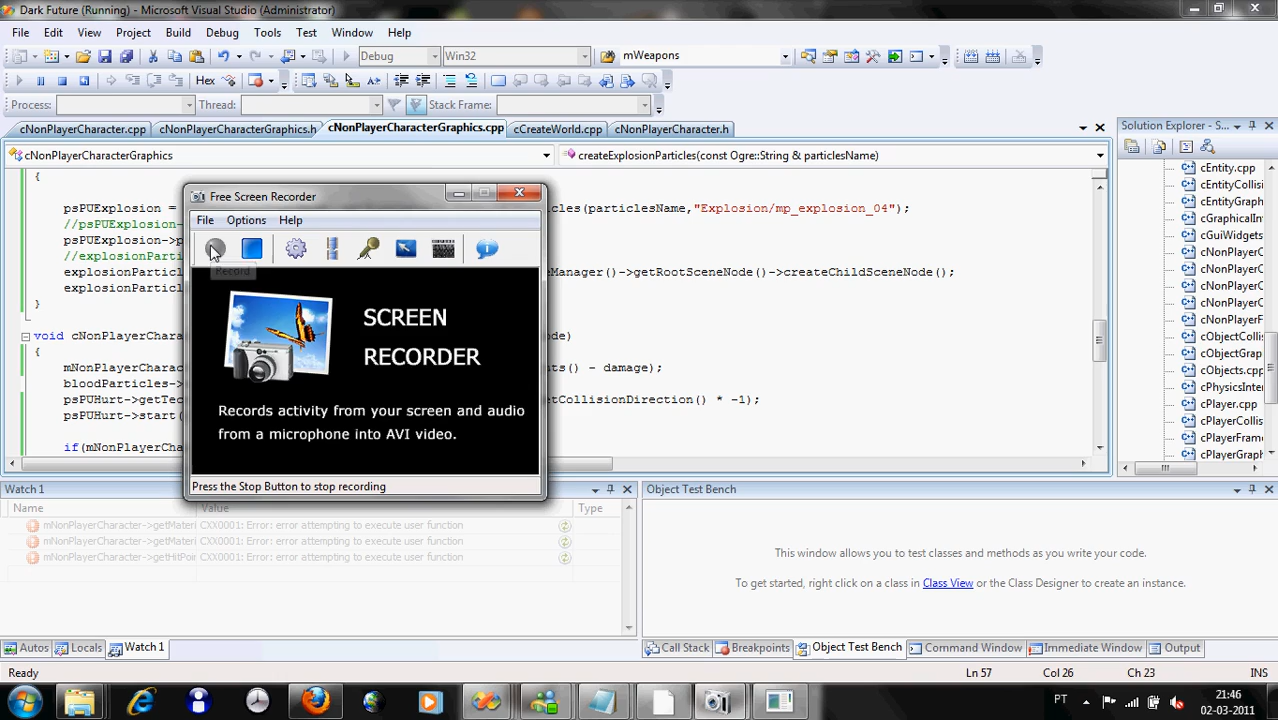 Dark Future (Running) - Microsoft Visual Studio (Administrator)
File Edit View Project Build Debug Tools Test Window Help
Debug Win32 mWeapons
Hex
Process: Thread: Stack Frame:
cNonPlayerCharacter.cpp cNonPlayerCharacterGraphics.h cNonPlayerCharacterGraphics.cpp cCreateWorld.cpp cNonPlayerCharacter.h
cNonPlayerCharacterGraphics createExplosionParticles(const Ogre::String & particlesName)
{
psPUExplosion = cles(particlesName,"Explosion/mp_explosion_04");
//psPUExplosion-
psPUExplosion->p
//explosionParti
explosionPartic Manager()->getRootSceneNode()->createChildSceneNode();
explosionPartic
}
void cNonPlayerChara ode)
{
mNonPlayerCharac nts() - damage);
bloodParticles->
psPUHurt->getTec etCollisionDirection() * -1);
psPUHurt->start(
if(mNonPlayerCha
Free Screen Recorder
File Options Help
Record
SCREEN
RECORDER
Records activity from your screen and audio
from a microphone into AVI video.
Press the Stop Button to stop recording
Solution Explorer - S...
cEntity.cpp
cEntityCollisi
cEntityGraph
cGraphicalIn
cGuiWidgets
cNonPlayerC
cNonPlayerC
cNonPlayerC
cNonPlayerF
cObjectColli
cObjectGrap
cObjects.cpp
cPhysicsInter
cPlayer.cpp
cPlayerCollis
cPlayerFram
cPlayerGraph
Watch 1
Name Value Type
mNonPlayerCharacter->getMateri CXX0001: Error: error attempting to execute user function
mNonPlayerCharacter->getMateri CXX0001: Error: error attempting to execute user function
mNonPlayerCharacter->getHitPoin CXX0001: Error: error attempting to execute user function
Object Test Bench
This window allows you to test classes and methods as you write your code.
To get started, right click on a class in Class View or the Class Designer to create an instance.
Autos Locals Watch 1
Call Stack Breakpoints Object Test Bench Command Window Immediate Window Output
Ready Ln 57 Col 26 Ch 23 INS
PT 21:46
02-03-2011